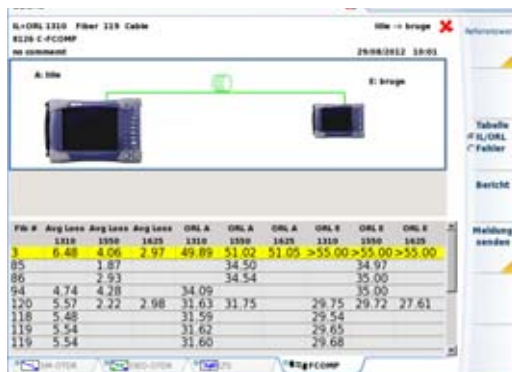 IL+ORL 1310 Fiber 119 Cable
lille -> bruge
8126 C-FCOMP
no comment
29/08/2012 10:01
A: lille
E: bruge
Referenzwert
Tabelle
IL/ORL
Fehler
Bericht
Meldung
senden
Fib # Avg Loss Avg Loss Avg Loss ORL A ORL A ORL A ORL E ORL E ORL E
1310 1550 1625 1310 1550 1625 1310 1550 1625
3 6.48 4.06 2.97 49.89 51.02 51.05 >55.00 >55.00 >55.00
85 1.87 34.50 34.97
86 2.93 34.54 35.00
94 4.74 4.28 34.09 35.00
120 5.57 2.22 2.98 31.63 31.75 29.75 29.72 27.61
118 5.48 31.59 29.54
119 5.54 31.62 29.65
119 5.54 31.60 29.68
SM-OTDR
LTS
FCOMP